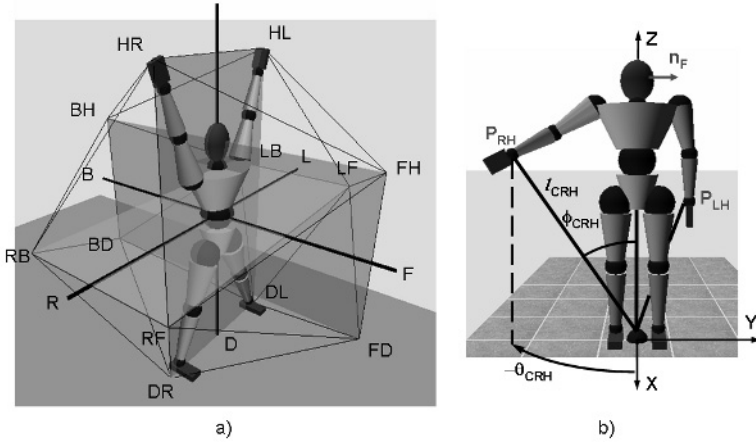 HR
HL
BH
LB
L
LF
FH
B
RB
BD
F
R
DL
RF
D
FD
DR
a)
Z
n_F
P_RH
l_CRH
P_LH
ϕ_CRH
Y
−θ_CRH
X
b)